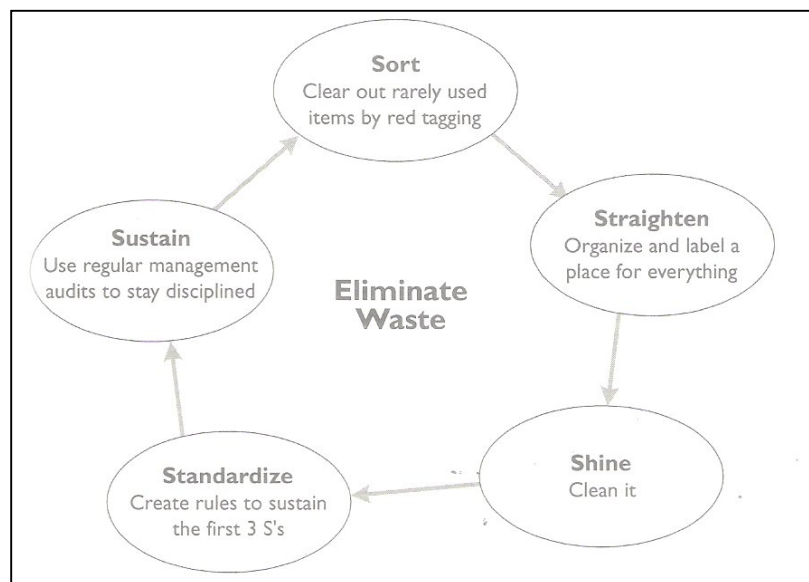 Sort
Clear out rarely used
items by red tagging
Straighten
Organize and label a
place for everything
Shine
Clean it
Standardize
Create rules to sustain
the first 3 S's
Sustain
Use regular management
audits to stay disciplined
Eliminate
Waste